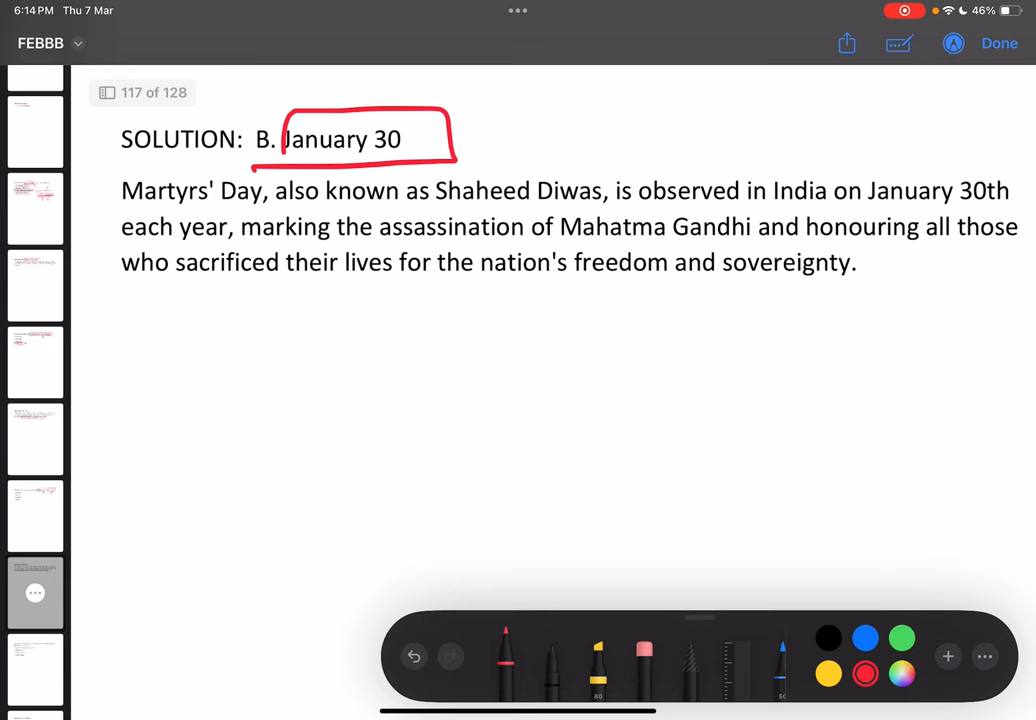 6:14 PM Thu 7 Mar
46%
FEBBB
Done
117 of 128
SOLUTION: B. January 30
Martyrs' Day, also known as Shaheed Diwas, is observed in India on January 30th
each year, marking the assassination of Mahatma Gandhi and honouring all those
who sacrificed their lives for the nation's freedom and sovereignty.
80
50